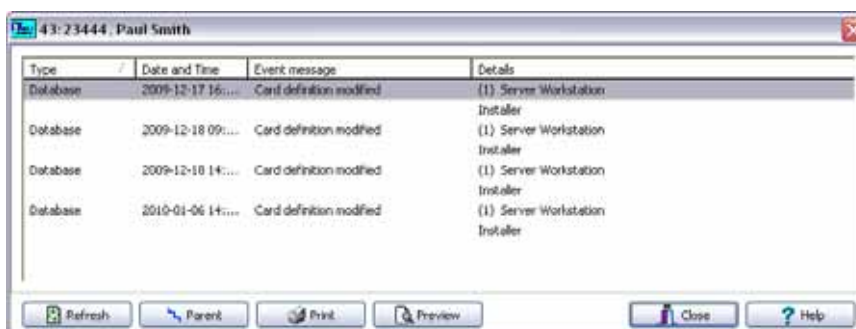 43:23444, Paul Smith
Type / Date and Time Event message Details
Database 2009-12-17 16:... Card definition modified (1) Server Workstation
Installer
Database 2009-12-18 09:... Card definition modified (1) Server Workstation
Installer
Database 2009-12-18 14:... Card definition modified (1) Server Workstation
Installer
Database 2010-01-06 14:... Card definition modified (1) Server Workstation
Installer
Refresh Parent Print Preview Close ? Help